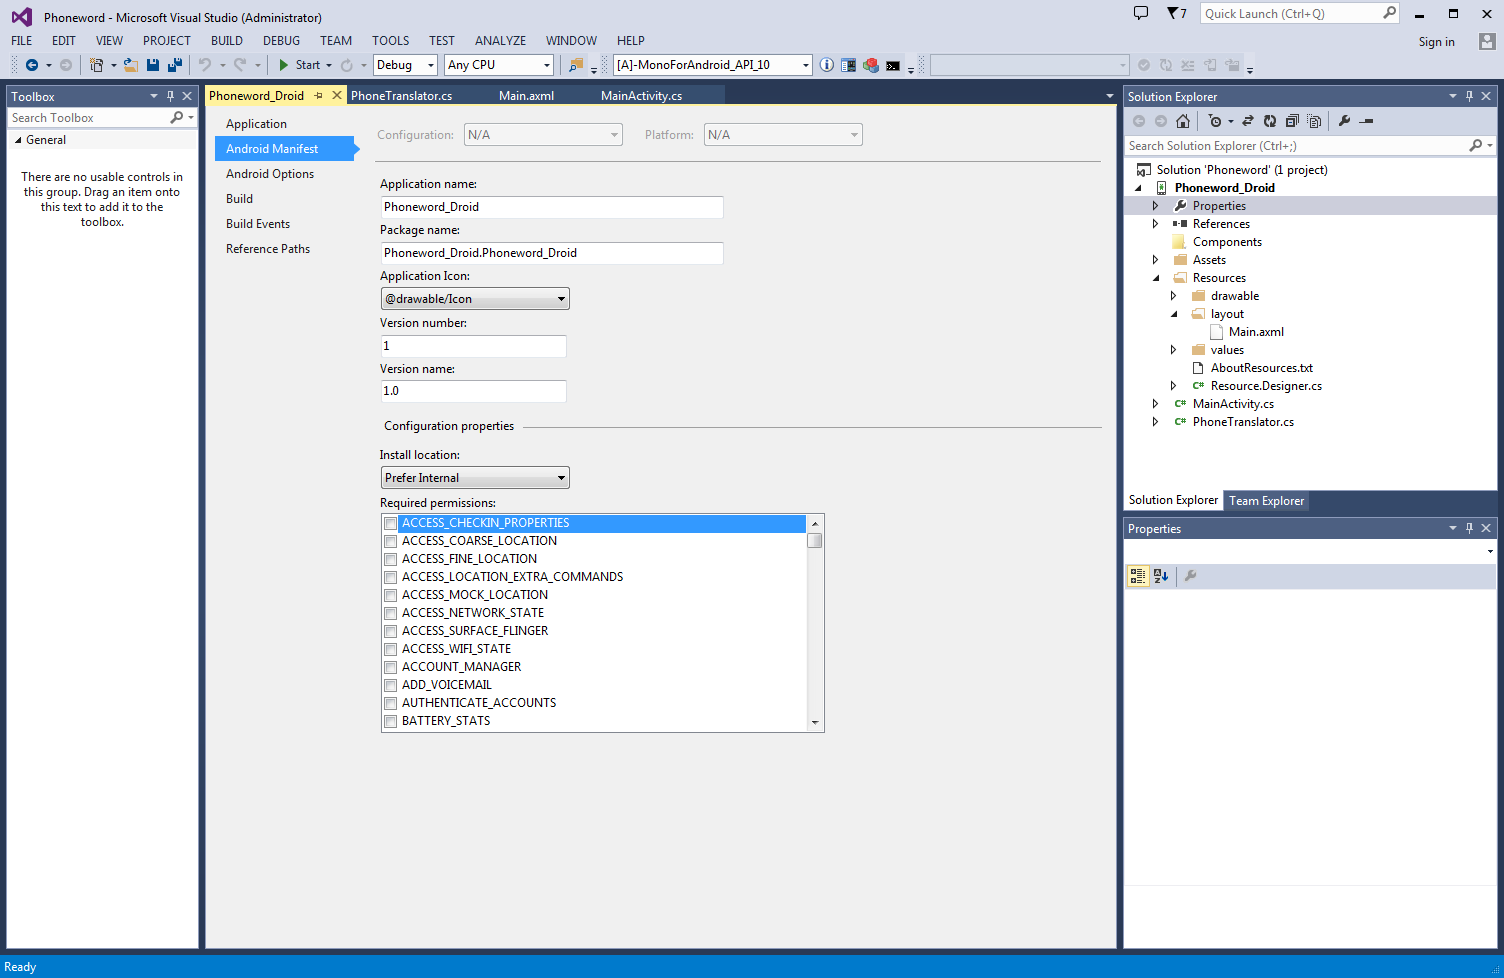 Phoneword - Microsoft Visual Studio (Administrator)
7
Quick Launch (Ctrl+Q)
FILE EDIT VIEW PROJECT BUILD DEBUG TEAM TOOLS TEST ANALYZE WINDOW HELP
Sign in
Start Debug Any CPU [A]-MonoForAndroid_API_10
Toolbox
Search Toolbox
General
There are no usable controls in
this group. Drag an item onto
this text to add it to the
toolbox.
Phoneword_Droid PhoneTranslator.cs Main.axml MainActivity.cs
Application
Android Manifest
Android Options
Build
Build Events
Reference Paths
Configuration: N/A Platform: N/A
Application name:
Phoneword_Droid
Package name:
Phoneword_Droid.Phoneword_Droid
Application Icon:
@drawable/Icon
Version number:
1
Version name:
1.0
Configuration properties
Install location:
Prefer Internal
Required permissions:
ACCESS_CHECKIN_PROPERTIES
ACCESS_COARSE_LOCATION
ACCESS_FINE_LOCATION
ACCESS_LOCATION_EXTRA_COMMANDS
ACCESS_MOCK_LOCATION
ACCESS_NETWORK_STATE
ACCESS_SURFACE_FLINGER
ACCESS_WIFI_STATE
ACCOUNT_MANAGER
ADD_VOICEMAIL
AUTHENTICATE_ACCOUNTS
BATTERY_STATS
Solution Explorer
Search Solution Explorer (Ctrl+;)
Solution 'Phoneword' (1 project)
Phoneword_Droid
Properties
References
Components
Assets
Resources
drawable
layout
Main.axml
values
AboutResources.txt
C# Resource.Designer.cs
C# MainActivity.cs
C# PhoneTranslator.cs
Solution Explorer Team Explorer
Properties
Ready